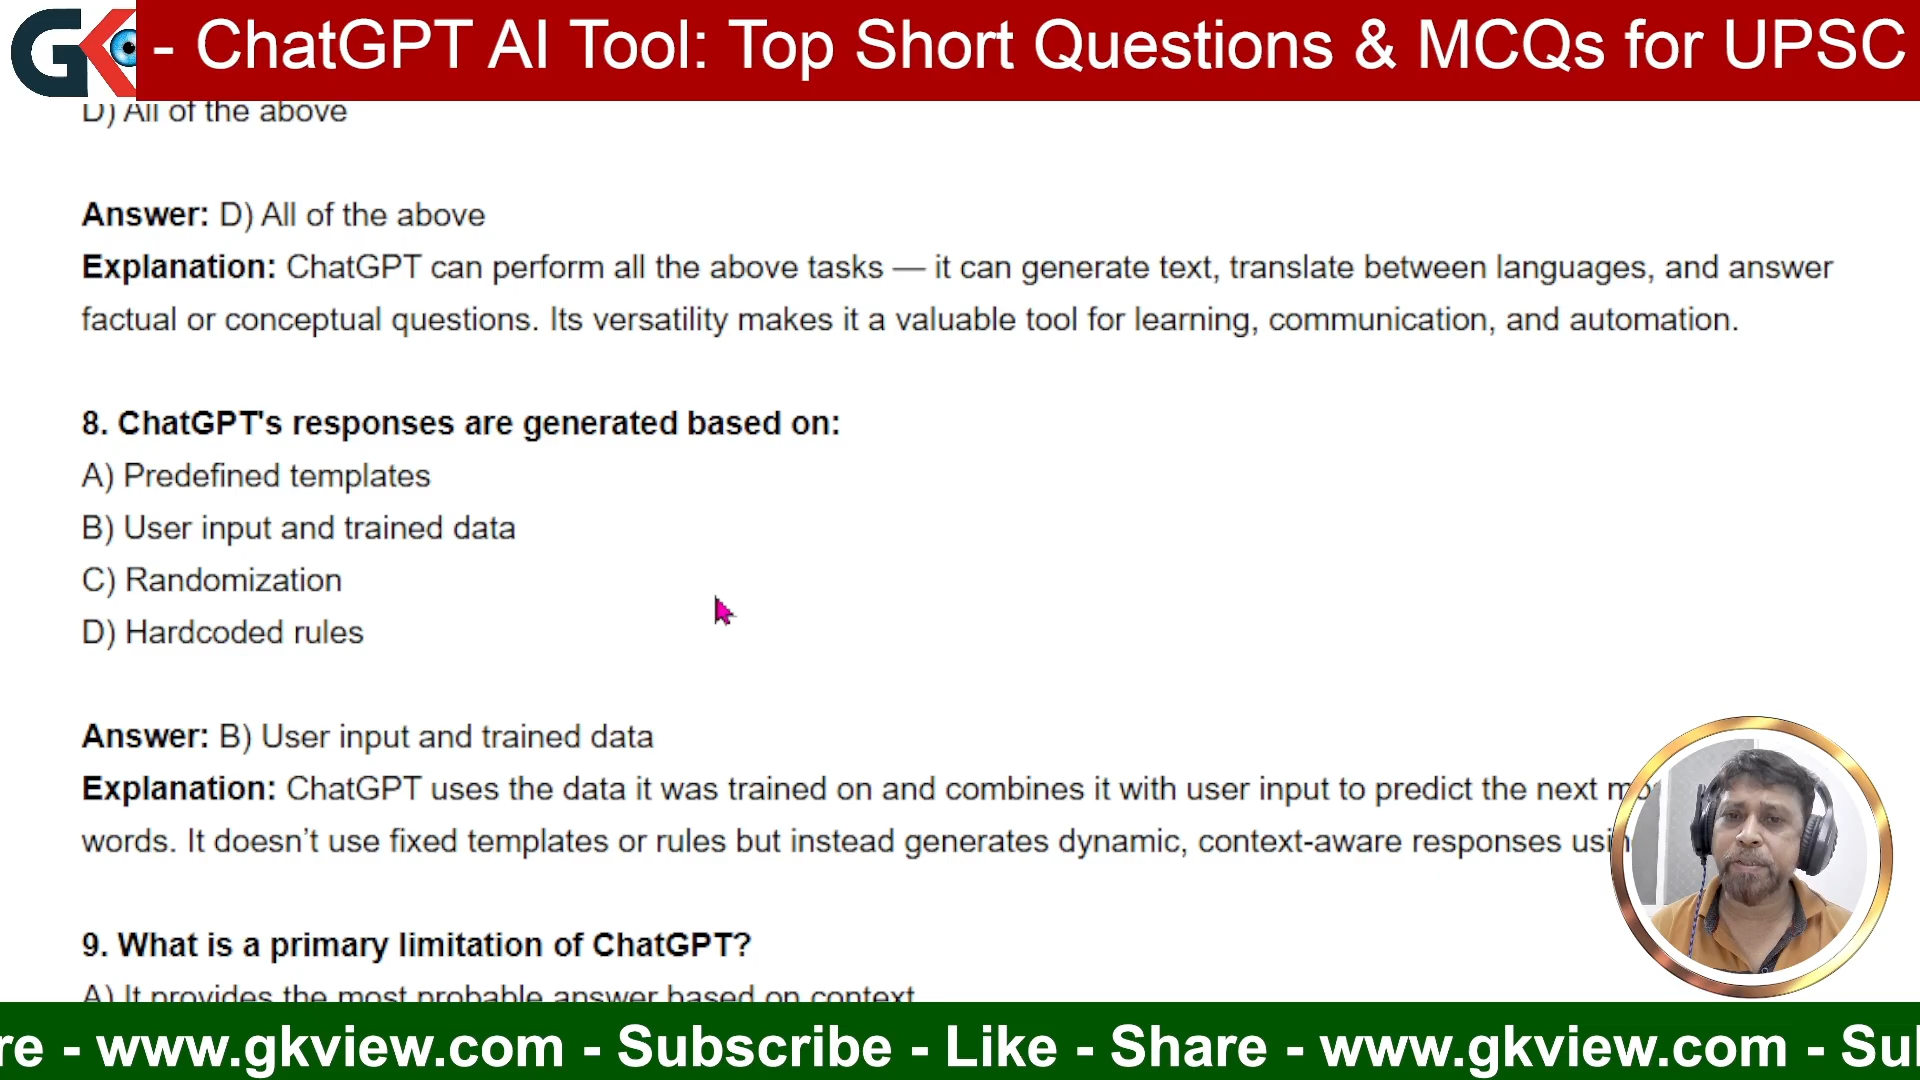 GK - ChatGPT AI Tool: Top Short Questions & MCQs for UPSC
D) All of the above
Answer: D) All of the above
Explanation: ChatGPT can perform all the above tasks — it can generate text, translate between languages, and answer
factual or conceptual questions. Its versatility makes it a valuable tool for learning, communication, and automation.
8. ChatGPT's responses are generated based on:
A) Predefined templates
B) User input and trained data
C) Randomization
D) Hardcoded rules
Answer: B) User input and trained data
Explanation: ChatGPT uses the data it was trained on and combines it with user input to predict the next
words. It doesn’t use fixed templates or rules but instead generates dynamic, context-aware responses
9. What is a primary limitation of ChatGPT?
A) It provides the most probable answer based on context
re - www.gkview.com - Subscribe - Like - Share - www.gkview.com - Su